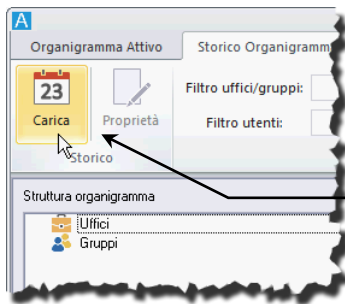 A
Organigramma Attivo
Storico Organigramm
23
Carica
Proprietà
Storico
Filtro uffici/gruppi:
Filtro utenti:
Struttura organigramma
Uffici
Gruppi